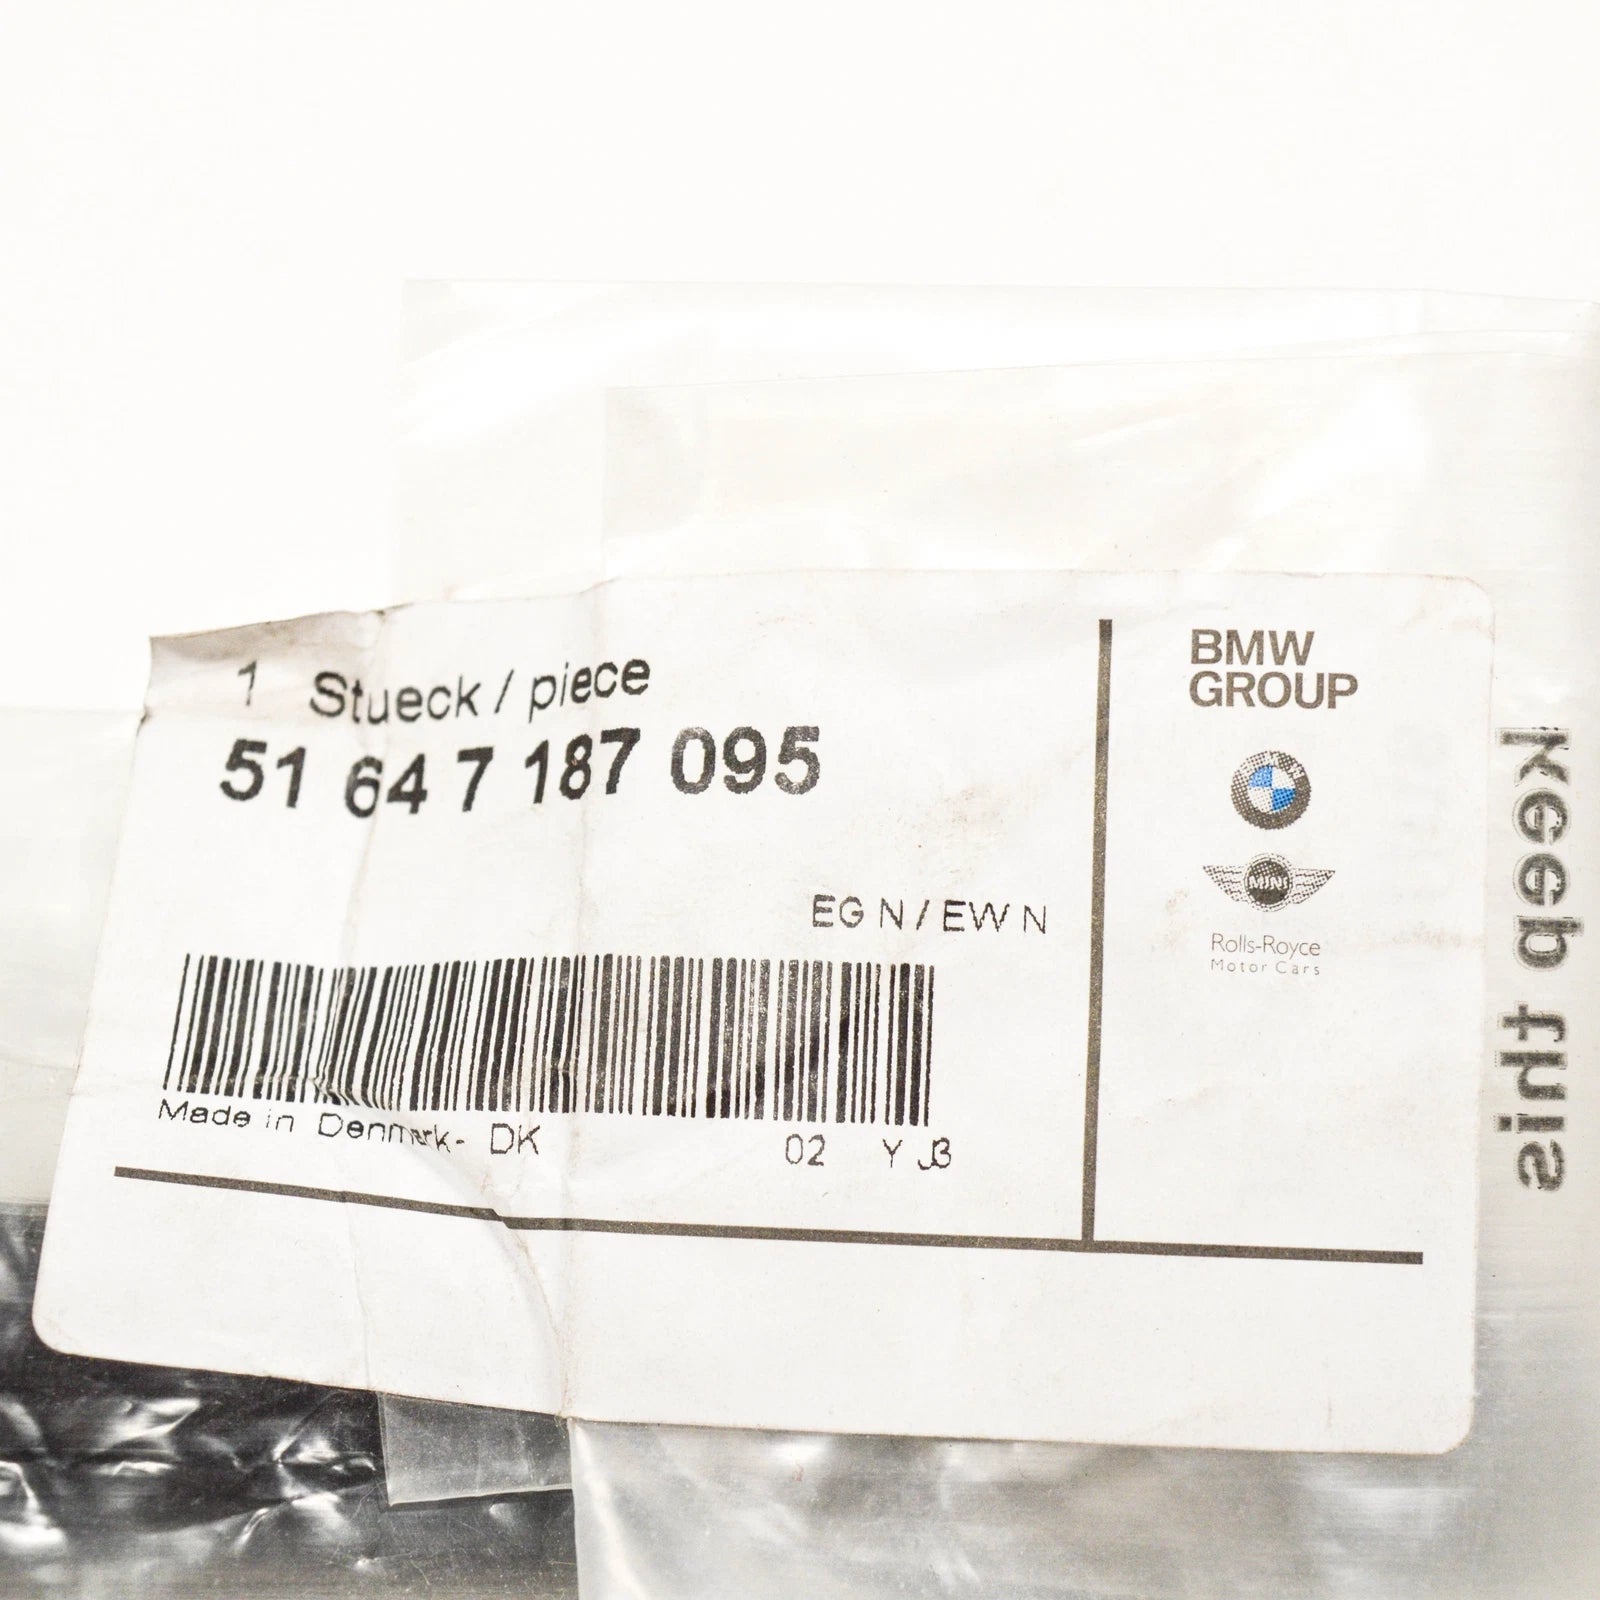 1 Stueck / piece
51 64 7 187 095
EG N / EW N
Made in Denmark - DK
02 Y J3
BMW
GROUP
BMW
MINI
Rolls-Royce
Motor Cars
Keep this